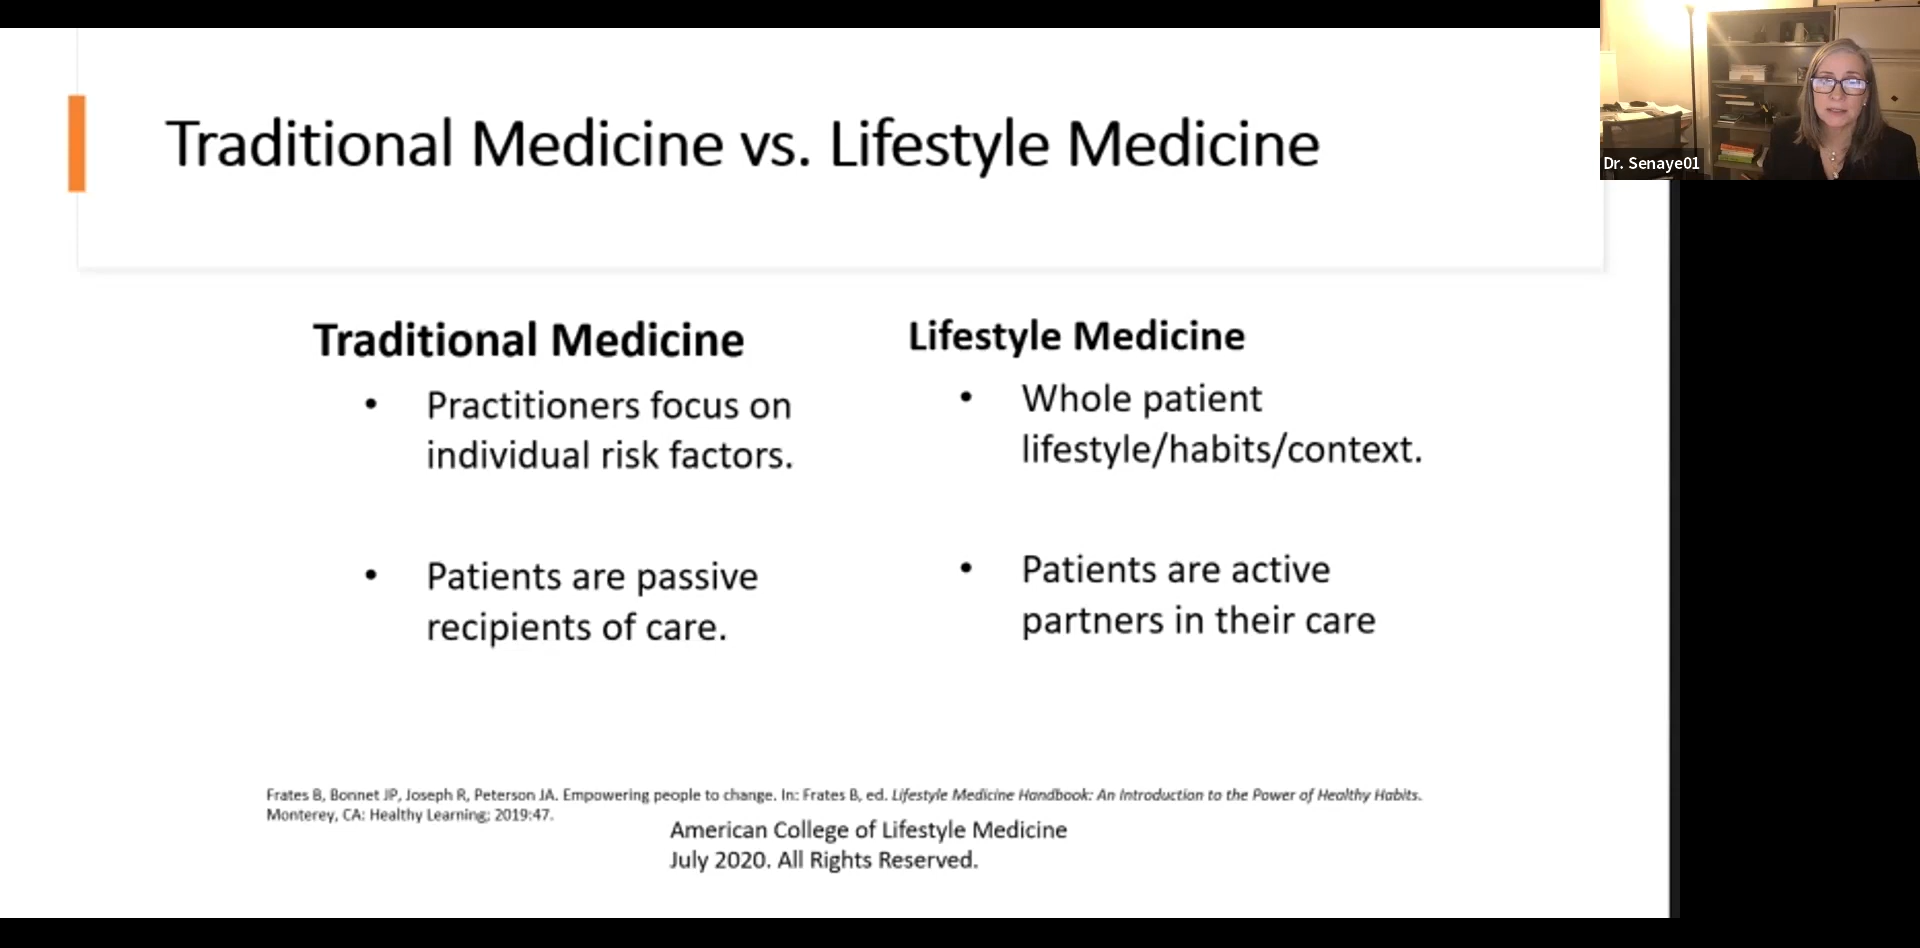 Traditional Medicine vs. Lifestyle Medicine
Dr. Senaye01
Traditional Medicine
• Practitioners focus on
individual risk factors.
• Patients are passive
recipients of care.
Lifestyle Medicine
• Whole patient
lifestyle/habits/context.
• Patients are active
partners in their care
Frates B, Bonnet JP, Joseph R, Peterson JA. Empowering people to change. In: Frates B, ed. Lifestyle Medicine Handbook: An Introduction to the Power of Healthy Habits.
Monterey, CA: Healthy Learning; 2019:47.
American College of Lifestyle Medicine
July 2020. All Rights Reserved.